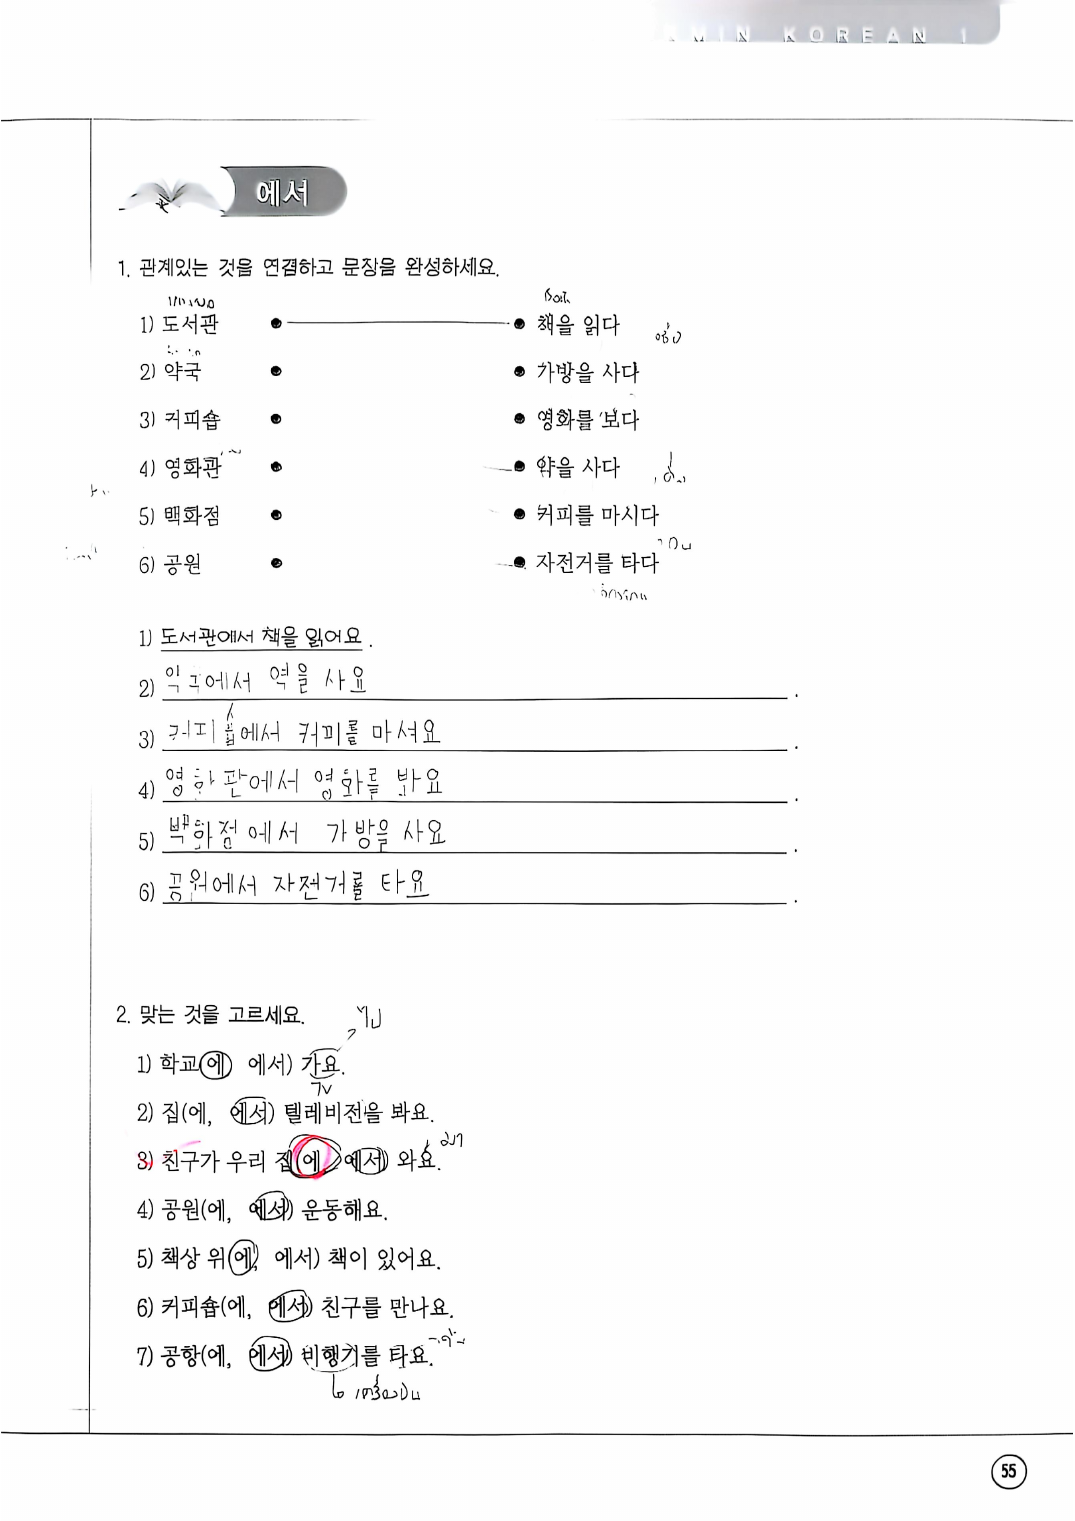 MIN KOREAN 1
에서
1. 관계있는 것을 연결하고 문장을 완성하세요.
1) 도서관 책을 읽다
2) 약국 가방을 사다
3) 커피숍 영화를 보다
4) 영화관 약을 사다
5) 백화점 커피를 마시다
6) 공원 자전거를 타다
1) 도서관에서 책을 읽어요.
2) 약국에서 역을 사요.
3) 커피숍에서 커피를 마셔요.
4) 영화관에서 영화를 봐요.
5) 백화점에서 가방을 사요.
6) 공원에서 자전거를 타요.
2. 맞는 것을 고르세요. ไป
1) 학교(에, 에서) 가요.
2) 집(에, 에서) 텔레비전을 봐요.
3) 친구가 우리 집(에, 에서) 와요. มา
4) 공원(에, 에서) 운동해요.
5) 책상 위(에, 에서) 책이 있어요.
6) 커피숍(에, 에서) 친구를 만나요.
7) 공항(에, 에서) 비행기를 타요.
55